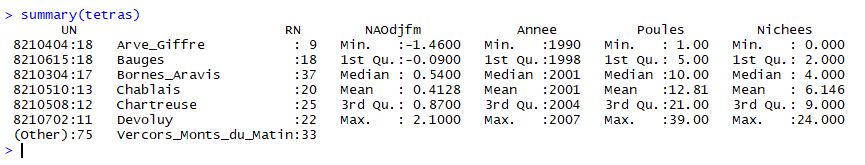 > summary(tetras)
       UN                         RN         NAOdjfm            Annee          Poules         Nichees
 8210404:18   Arve_Giffre           : 9   Min.   :-1.4600   Min.   :1990   Min.   : 1.00   Min.   : 0.000
 8210615:18   Bauges                :18   1st Qu.:-0.0900   1st Qu.:1998   1st Qu.: 5.00   1st Qu.: 2.000
 8210304:17   Bornes_Aravis         :37   Median : 0.5400   Median :2001   Median :10.00   Median : 4.000
 8210510:13   Chablais              :20   Mean   : 0.4128   Mean   :2001   Mean   :12.81   Mean   : 6.146
 8210508:12   Chartreuse            :25   3rd Qu.: 0.8700   3rd Qu.:2004   3rd Qu.:21.00   3rd Qu.: 9.000
 8210702:11   Devoluy               :22   Max.   : 2.1000   Max.   :2007   Max.   :39.00   Max.   :24.000
 (Other):75   Vercors_Monts_du_Matin:33
>